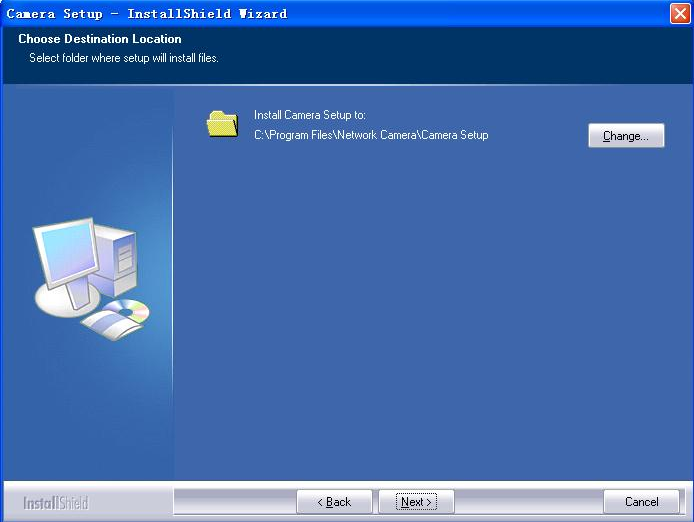 Camera Setup - InstallShield Wizard
Choose Destination Location
Select folder where setup will install files.
Install Camera Setup to:
C:\Program Files\Network Camera\Camera Setup
Change...
InstallShield
< Back
Next >
Cancel